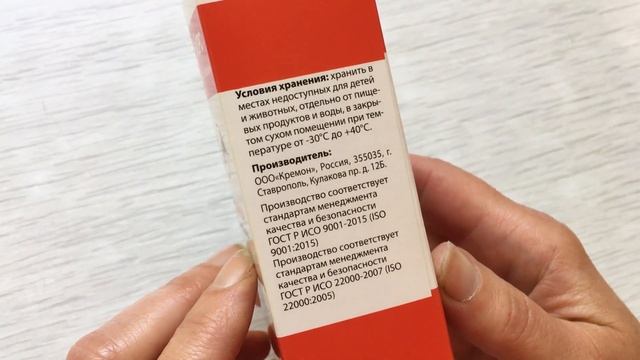 Условия хранения: хранить в
местах недоступных для детей
и животных, отдельно от пище-
вых продуктов и воды, в закры-
том сухом помещении при тем-
пературе от -30°С до +40°С.
Производитель:
ООО«Кремон», Россия, 355035, г.
Ставрополь, Кулакова пр. д. 12Б.
Производство соответствует
стандартам менеджмента
качества и безопасности
ГОСТ Р ИСО 9001-2015 (ISO
9001:2015)
Производство соответствует
стандартам менеджмента
качества и безопасности
ГОСТ Р ИСО 22000-2007 (ISO
22000:2005)